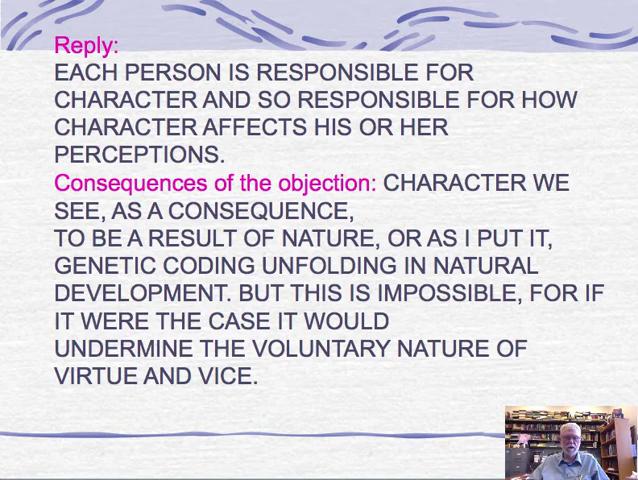 Reply:
EACH PERSON IS RESPONSIBLE FOR
CHARACTER AND SO RESPONSIBLE FOR HOW
CHARACTER AFFECTS HIS OR HER
PERCEPTIONS.
Consequences of the objection: CHARACTER WE
SEE, AS A CONSEQUENCE,
TO BE A RESULT OF NATURE, OR AS I PUT IT,
GENETIC CODING UNFOLDING IN NATURAL
DEVELOPMENT. BUT THIS IS IMPOSSIBLE, FOR IF
IT WERE THE CASE IT WOULD
UNDERMINE THE VOLUNTARY NATURE OF
VIRTUE AND VICE.